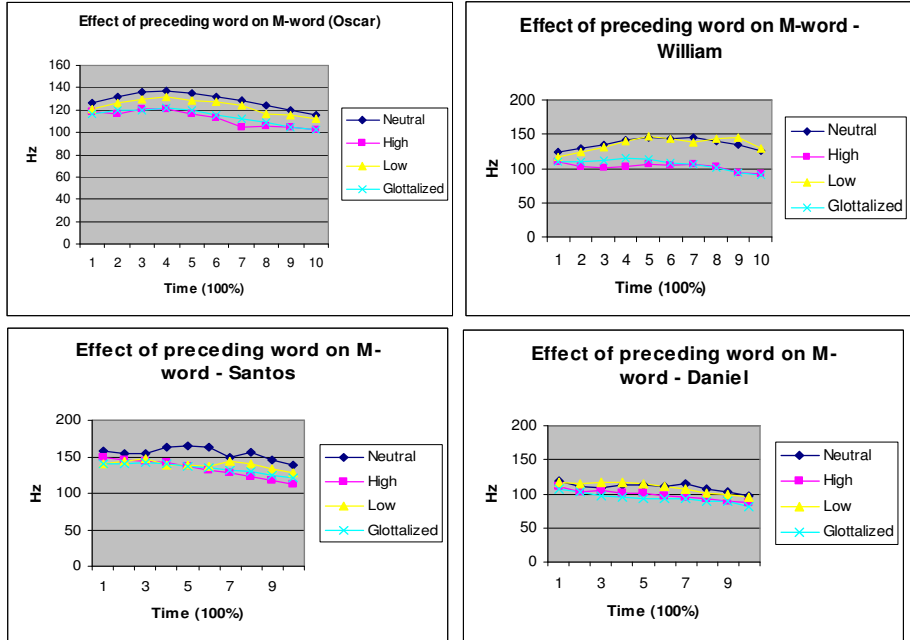 Effect of preceding word on M-word (Oscar)
160
140
120
100
80
60
40
20
0
Hz
1 2 3 4 5 6 7 8 9 10
Time (100%)
Neutral
High
Low
Glottalized
Effect of preceding word on M-word -
William
200
150
100
50
0
Hz
1 2 3 4 5 6 7 8 9 10
Time (100%)
Neutral
High
Low
Glottalized
Effect of preceding word on M-
word - Santos
200
150
100
50
0
Hz
1 3 5 7 9
Time (100%)
Neutral
High
Low
Glottalized
Effect of preceding word on M-
word - Daniel
200
150
100
50
0
Hz
1 3 5 7 9
Time (100%)
Neutral
High
Low
Glottalized